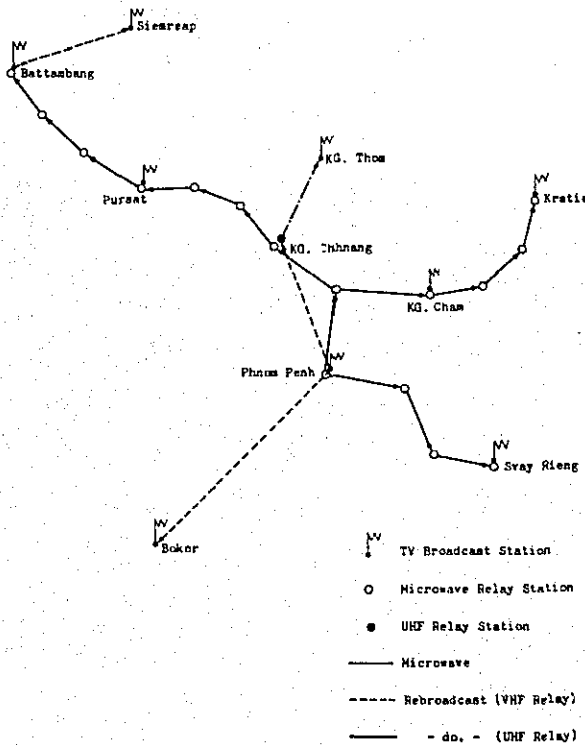 Siemreap
Battambang
KG. Thom
Pursat
Kratie
KG. Chhnang
KG. Cham
Phnom Penh
Svay Rieng
Bokor
TV Broadcast Station
Microwave Relay Station
UHF Relay Station
Microwave
Rebroadcast (VHF Relay)
- do. - (UHF Relay)